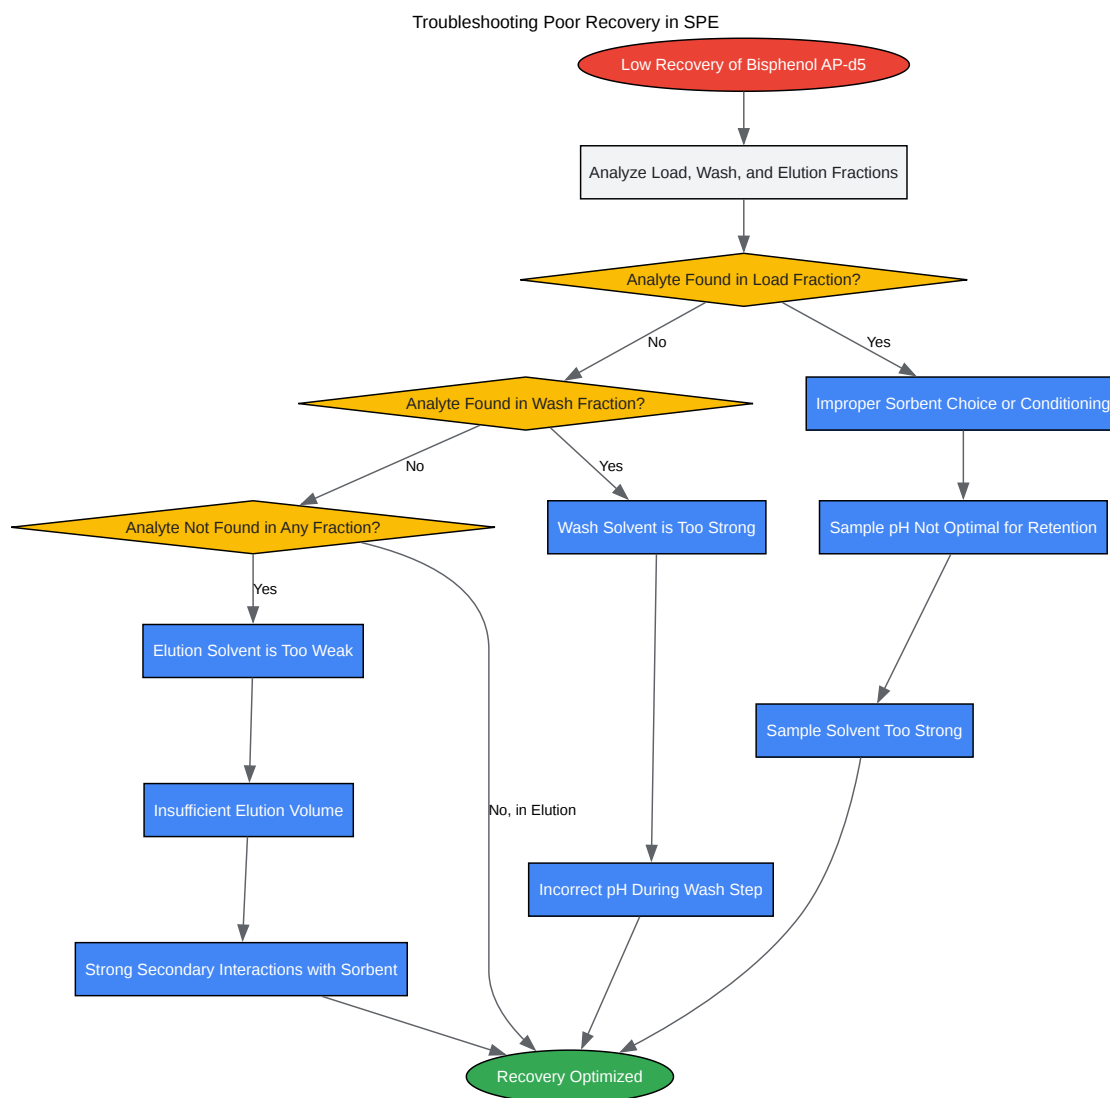 Troubleshooting Poor Recovery in SPE
Low Recovery of Bisphenol AP-d5
Analyze Load, Wash, and Elution Fractions
Analyte Found in Load Fraction?
No
Yes
Analyte Found in Wash Fraction?
Improper Sorbent Choice or Conditioning
No
Yes
Analyte Not Found in Any Fraction?
Wash Solvent is Too Strong
Sample pH Not Optimal for Retention
Yes
Elution Solvent is Too Weak
Sample Solvent Too Strong
Insufficient Elution Volume
No, in Elution
Incorrect pH During Wash Step
Strong Secondary Interactions with Sorbent
Recovery Optimized